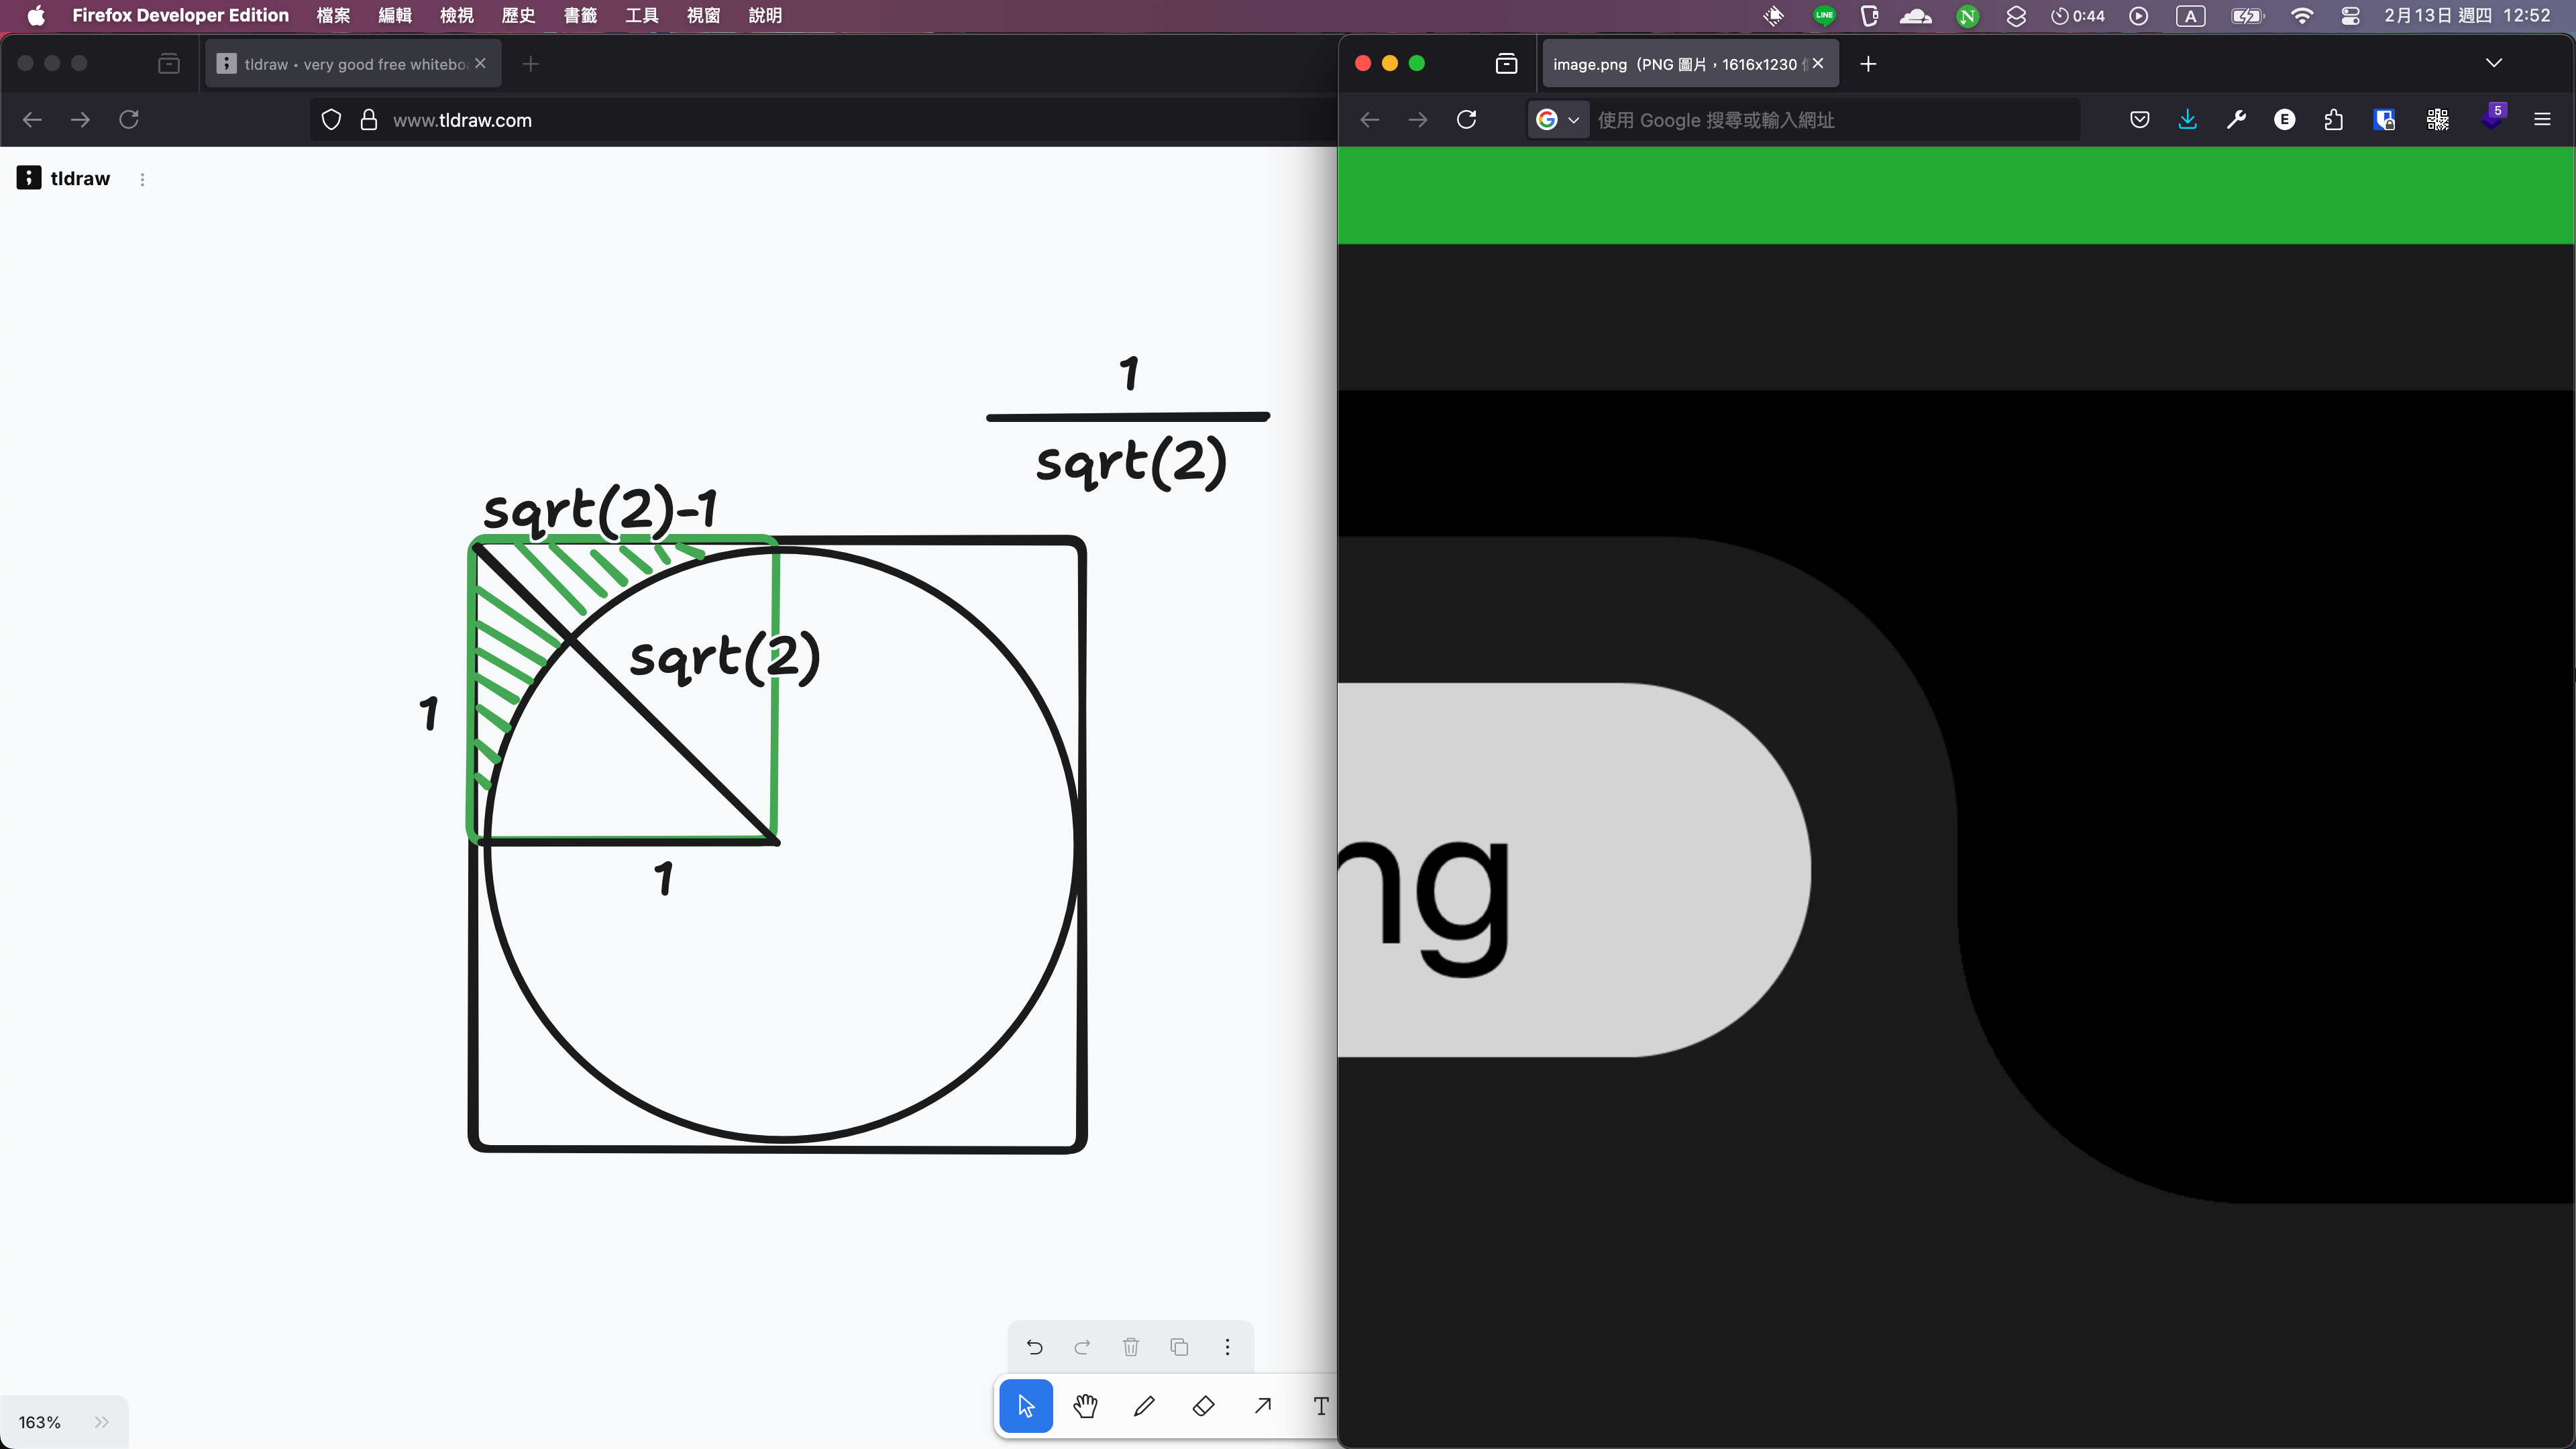 Firefox Developer Edition 檔案 編輯 檢視 歷史 書籤 工具 視窗 說明
LINE N 0:44 A 2月13日 週四 12:52
tldraw • very good free whitebo
www.tldraw.com
tldraw
1
sqrt(2)
sqrt(2)-1
sqrt(2)
1
1
163%
T
image.png (PNG 圖片，1616x1230
使用 Google 搜尋或輸入網址
E
5
ng